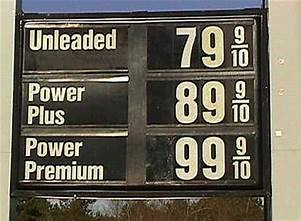 Unleaded 79 9/10
Power
Plus 89 9/10
Power
Premium 99 9/10